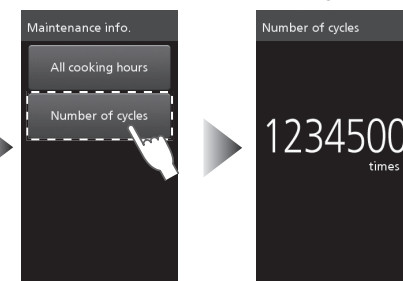 Maintenance info.
All cooking hours
Number of cycles
Number of cycles
1234500
times